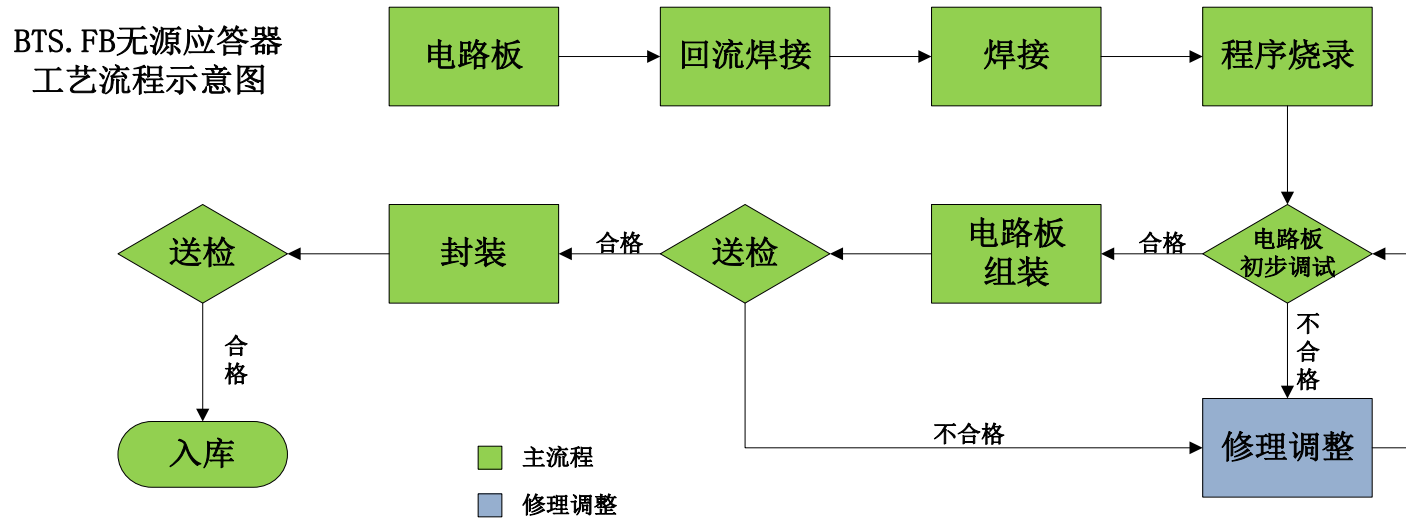 BTS.FB无源应答器
工艺流程示意图
电路板
回流焊接
焊接
程序烧录
送检
封装
合格
送检
电路板
组装
合格
电路板
初步调试
合
格
不
合
格
入库
不合格
修理调整
主流程
修理调整